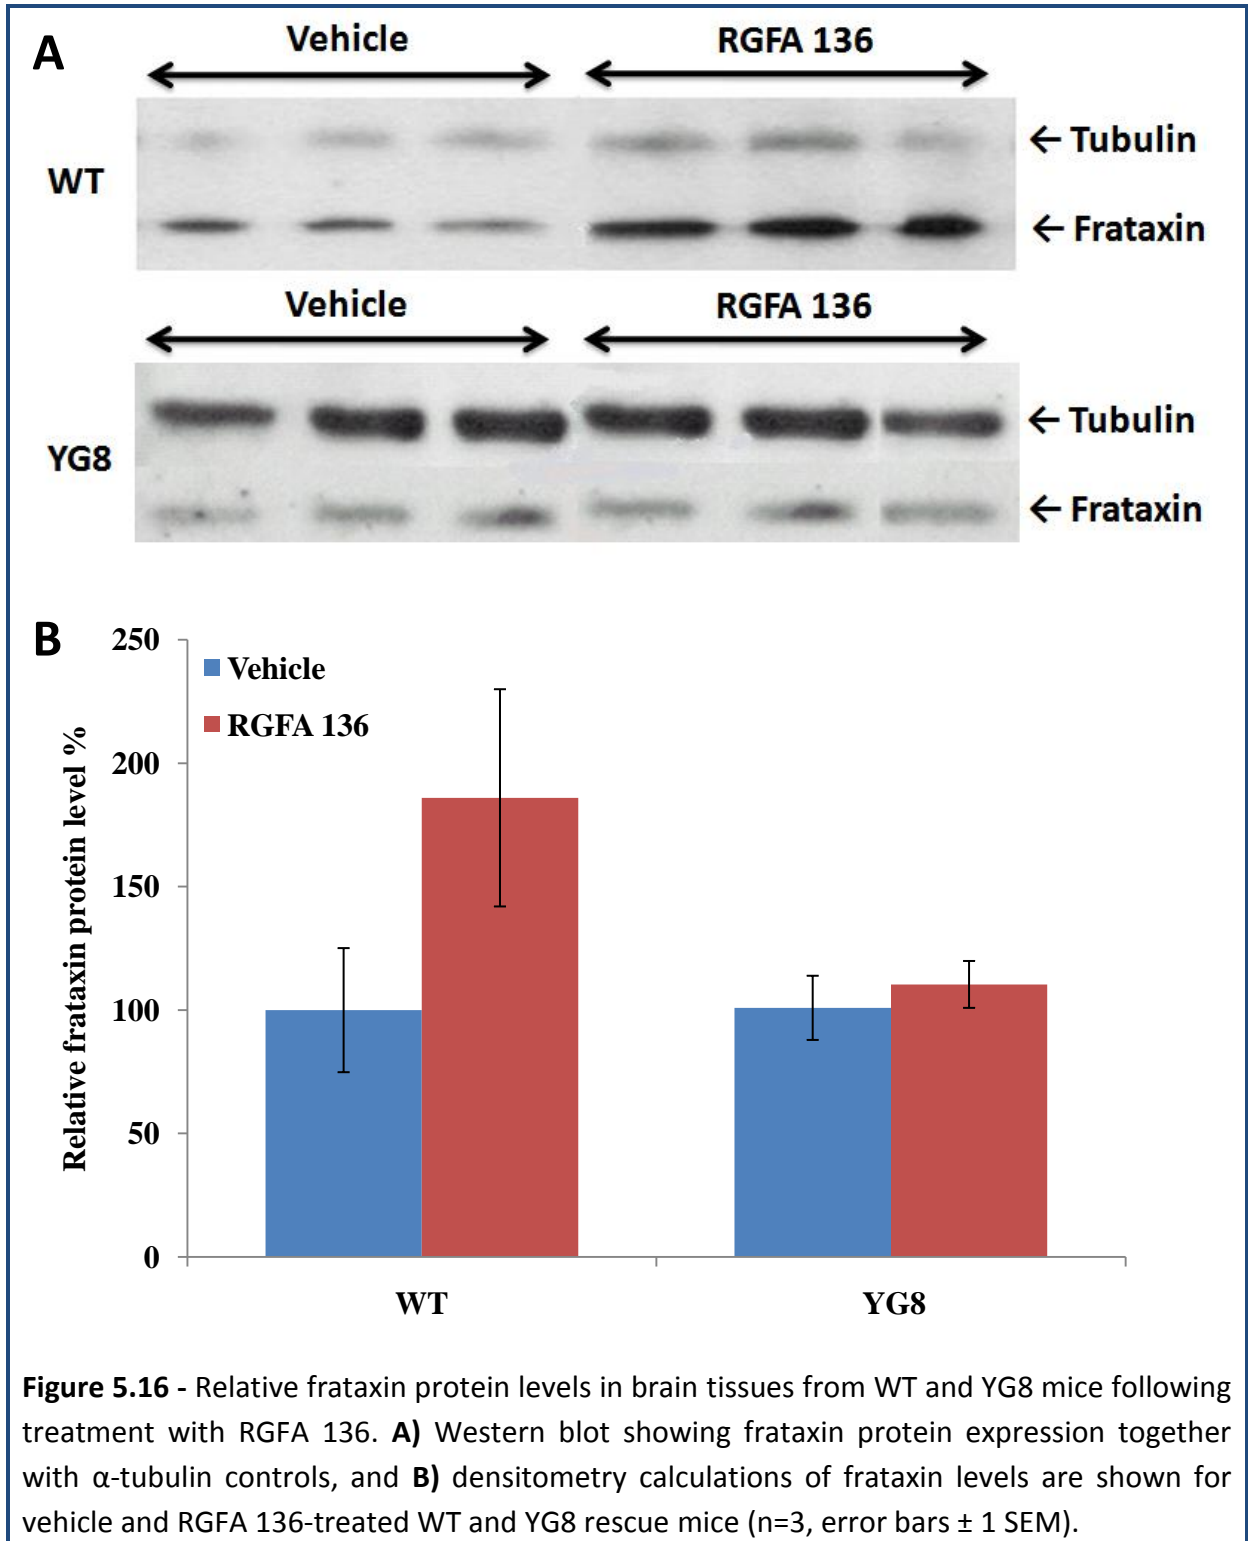 A
Vehicle RGFA 136
← Tubulin
WT
← Frataxin
Vehicle RGFA 136
← Tubulin
YG8
← Frataxin
B
250
Vehicle
RGFA 136
200
150
100
50
0
Relative frataxin protein level %
WT YG8
Figure 5.16 - Relative frataxin protein levels in brain tissues from WT and YG8 mice following
treatment with RGFA 136. A) Western blot showing frataxin protein expression together
with α-tubulin controls, and B) densitometry calculations of frataxin levels are shown for
vehicle and RGFA 136-treated WT and YG8 rescue mice (n=3, error bars ± 1 SEM).